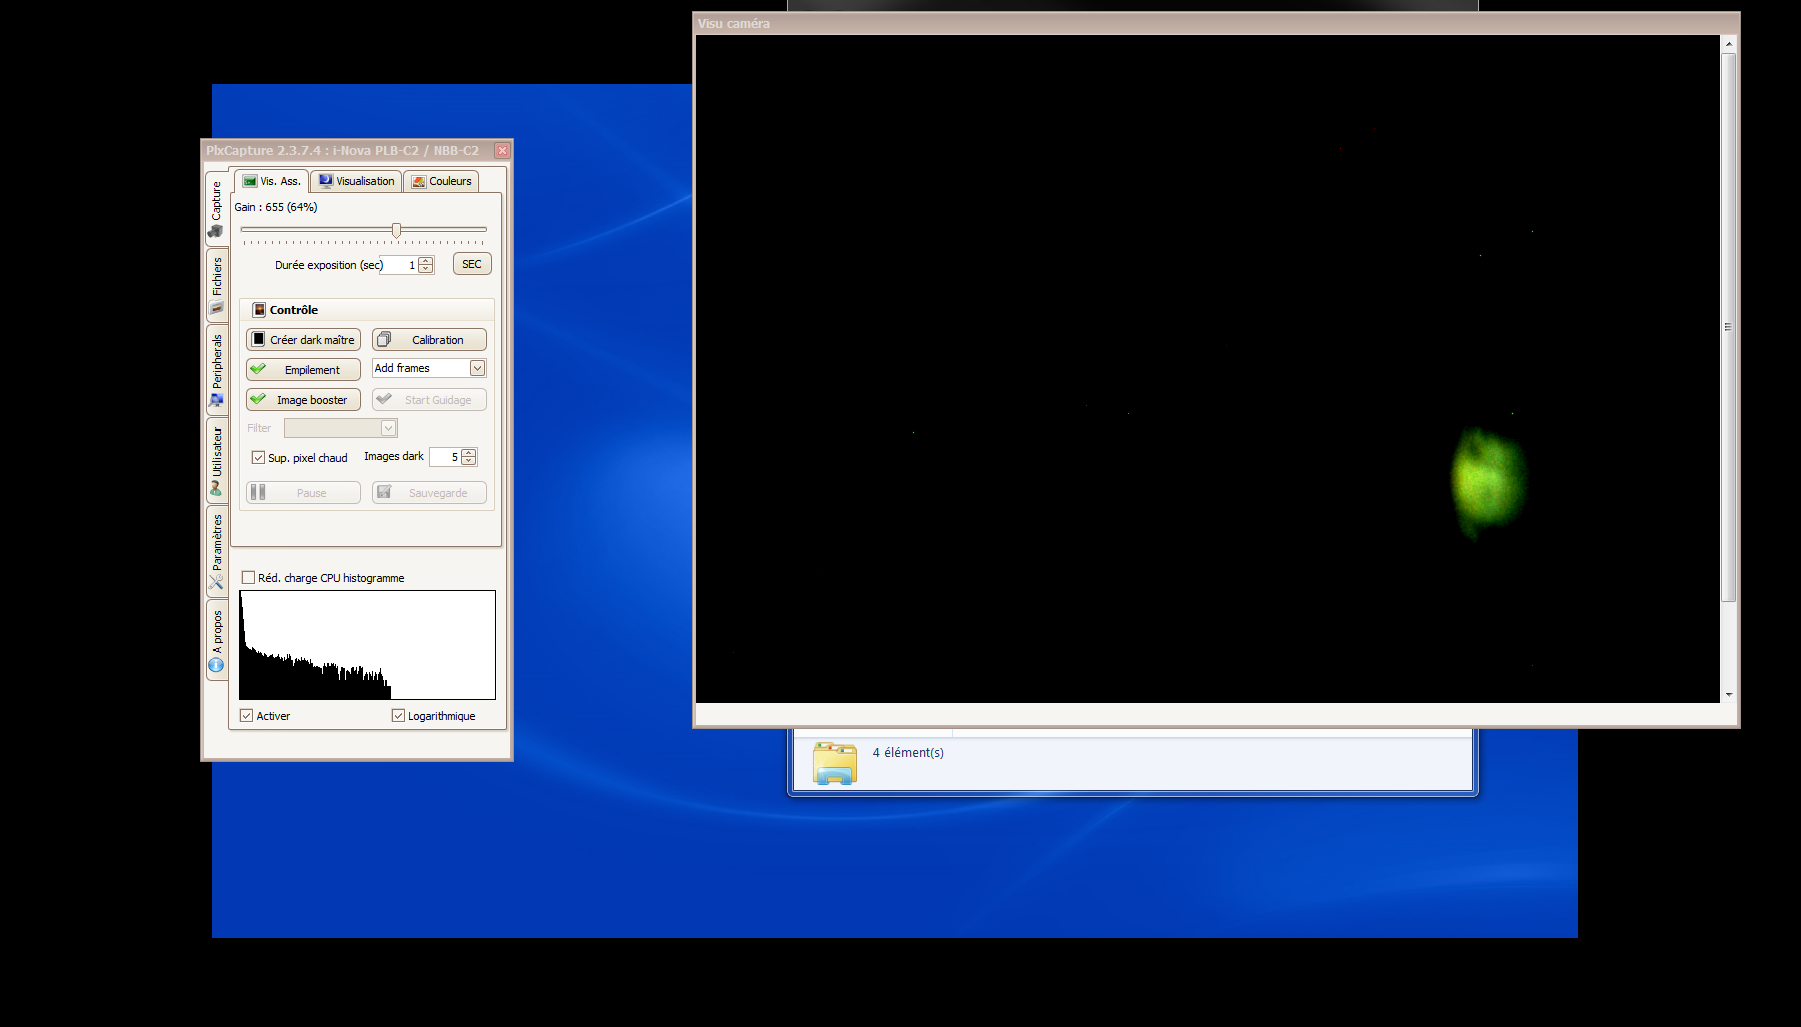 Visu caméra
PlxCapture 2.3.7.4 : i-Nova PLB-C2 / NBB-C2
Capture
Fichiers
Peripherals
Utilisateur
Paramètres
A propos
Vis. Ass.
Visualisation
Couleurs
Gain : 655 (64%)
Durée exposition (sec) 1 SEC
Contrôle
Créer dark maître
Calibration
Empilement
Add frames
Image booster
Start Guidage
Filter
Sup. pixel chaud
Images dark 5
Pause
Sauvegarde
Réd. charge CPU histogramme
Activer
Logarithmique
4 élément(s)